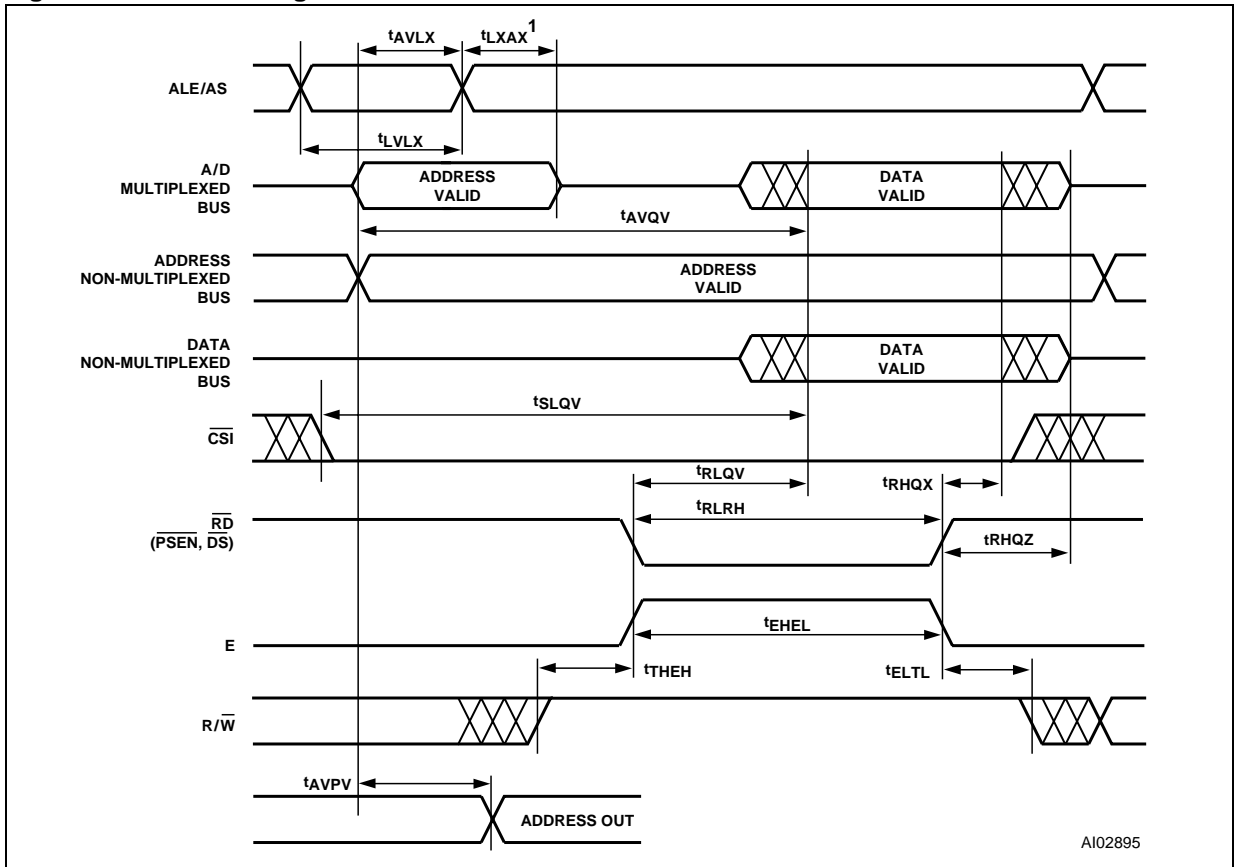 tAVLX
tLXAX 1
ALE/AS
tLVLX
A/D
MULTIPLEXED
BUS
ADDRESS
VALID
DATA
VALID
tAVQV
ADDRESS
NON-MULTIPLEXED
BUS
ADDRESS
VALID
DATA
NON-MULTIPLEXED
BUS
DATA
VALID
tSLQV
CSI
tRLQV
tRHQX
tRLRH
RD
(PSEN, DS)
tRHQZ
tEHEL
E
tTHEH
tELTL
R/W
tAVPV
ADDRESS OUT
AI02895